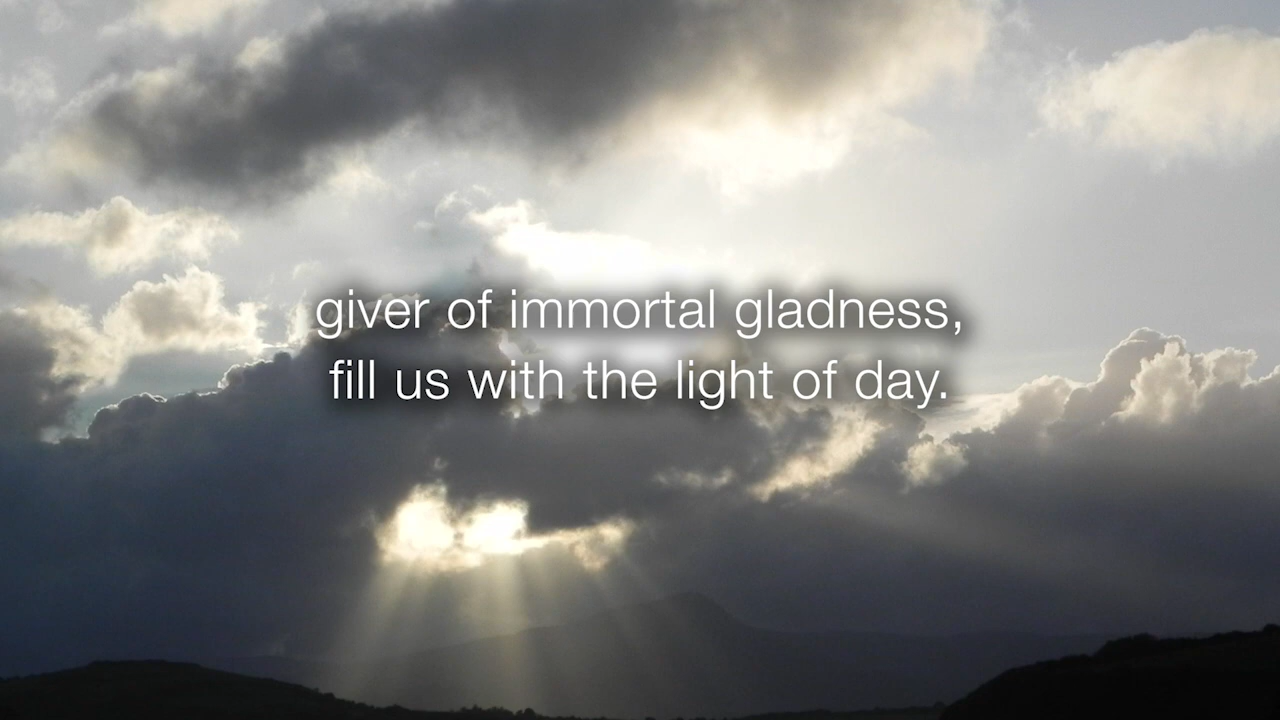 giver of immortal gladness,
fill us with the light of day.